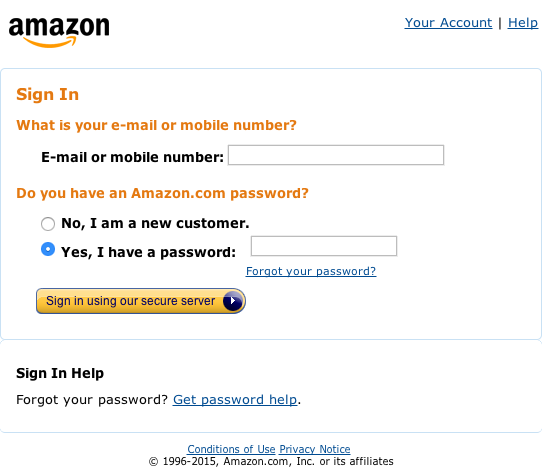 amazon
Your Account | Help
Sign In
What is your e-mail or mobile number?
E-mail or mobile number:
Do you have an Amazon.com password?
No, I am a new customer.
Yes, I have a password:
Forgot your password?
Sign in using our secure server
Sign In Help
Forgot your password? Get password help.
Conditions of Use Privacy Notice
© 1996-2015, Amazon.com, Inc. or its affiliates